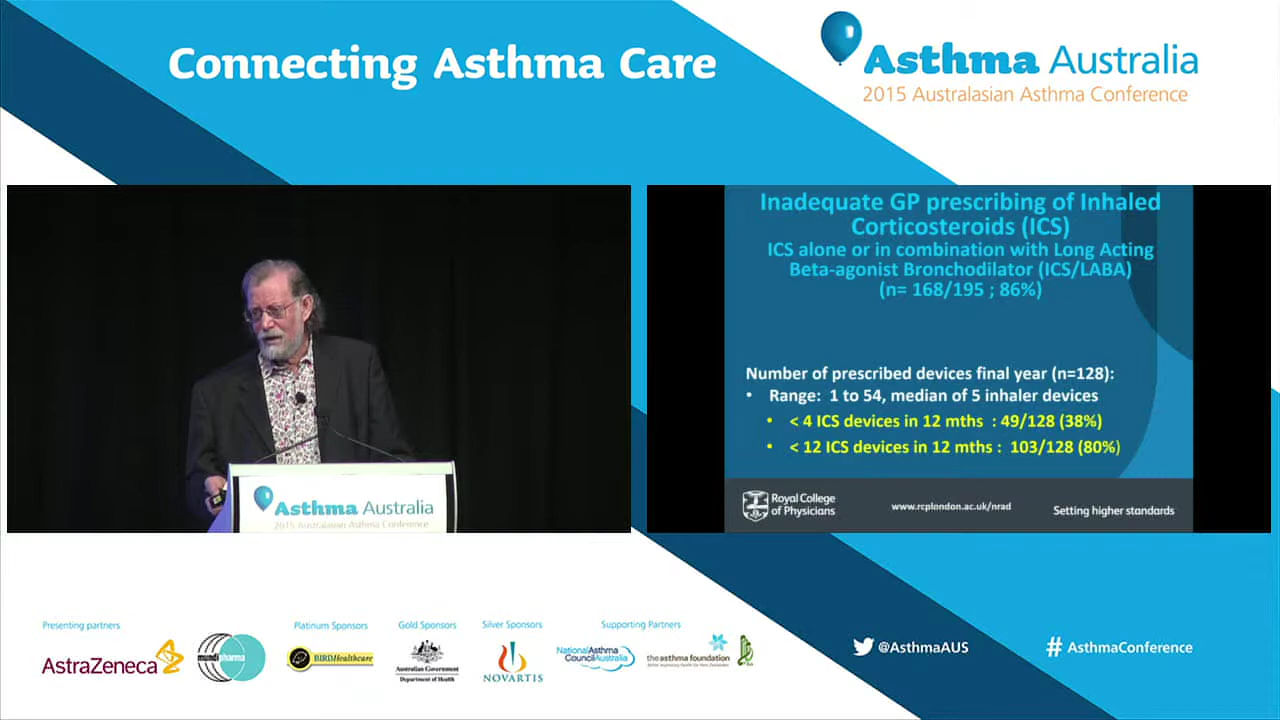 Connecting Asthma Care
Asthma Australia
2015 Australasian Asthma Conference
Asthma Australia
2015 Australasian Asthma Conference
Inadequate GP prescribing of Inhaled
Corticosteroids (ICS)
ICS alone or in combination with Long Acting
Beta-agonist Bronchodilator (ICS/LABA)
(n= 168/195 ; 86%)
Number of prescribed devices final year (n=128):
• Range: 1 to 54, median of 5 inhaler devices
• < 4 ICS devices in 12 mths : 49/128 (38%)
• < 12 ICS devices in 12 mths : 103/128 (80%)
Royal College
of Physicians
www.rcplondon.ac.uk/nrad
Setting higher standards
Presenting partners
AstraZeneca
pharma
Platinum Sponsors
BIRDHealthcare
Gold Sponsors
Australian Government
Department of Health
Silver Sponsors
NOVARTIS
Supporting Partners
National Asthma
Council Australia
the asthma foundation
@AsthmaAUS
# AsthmaConference